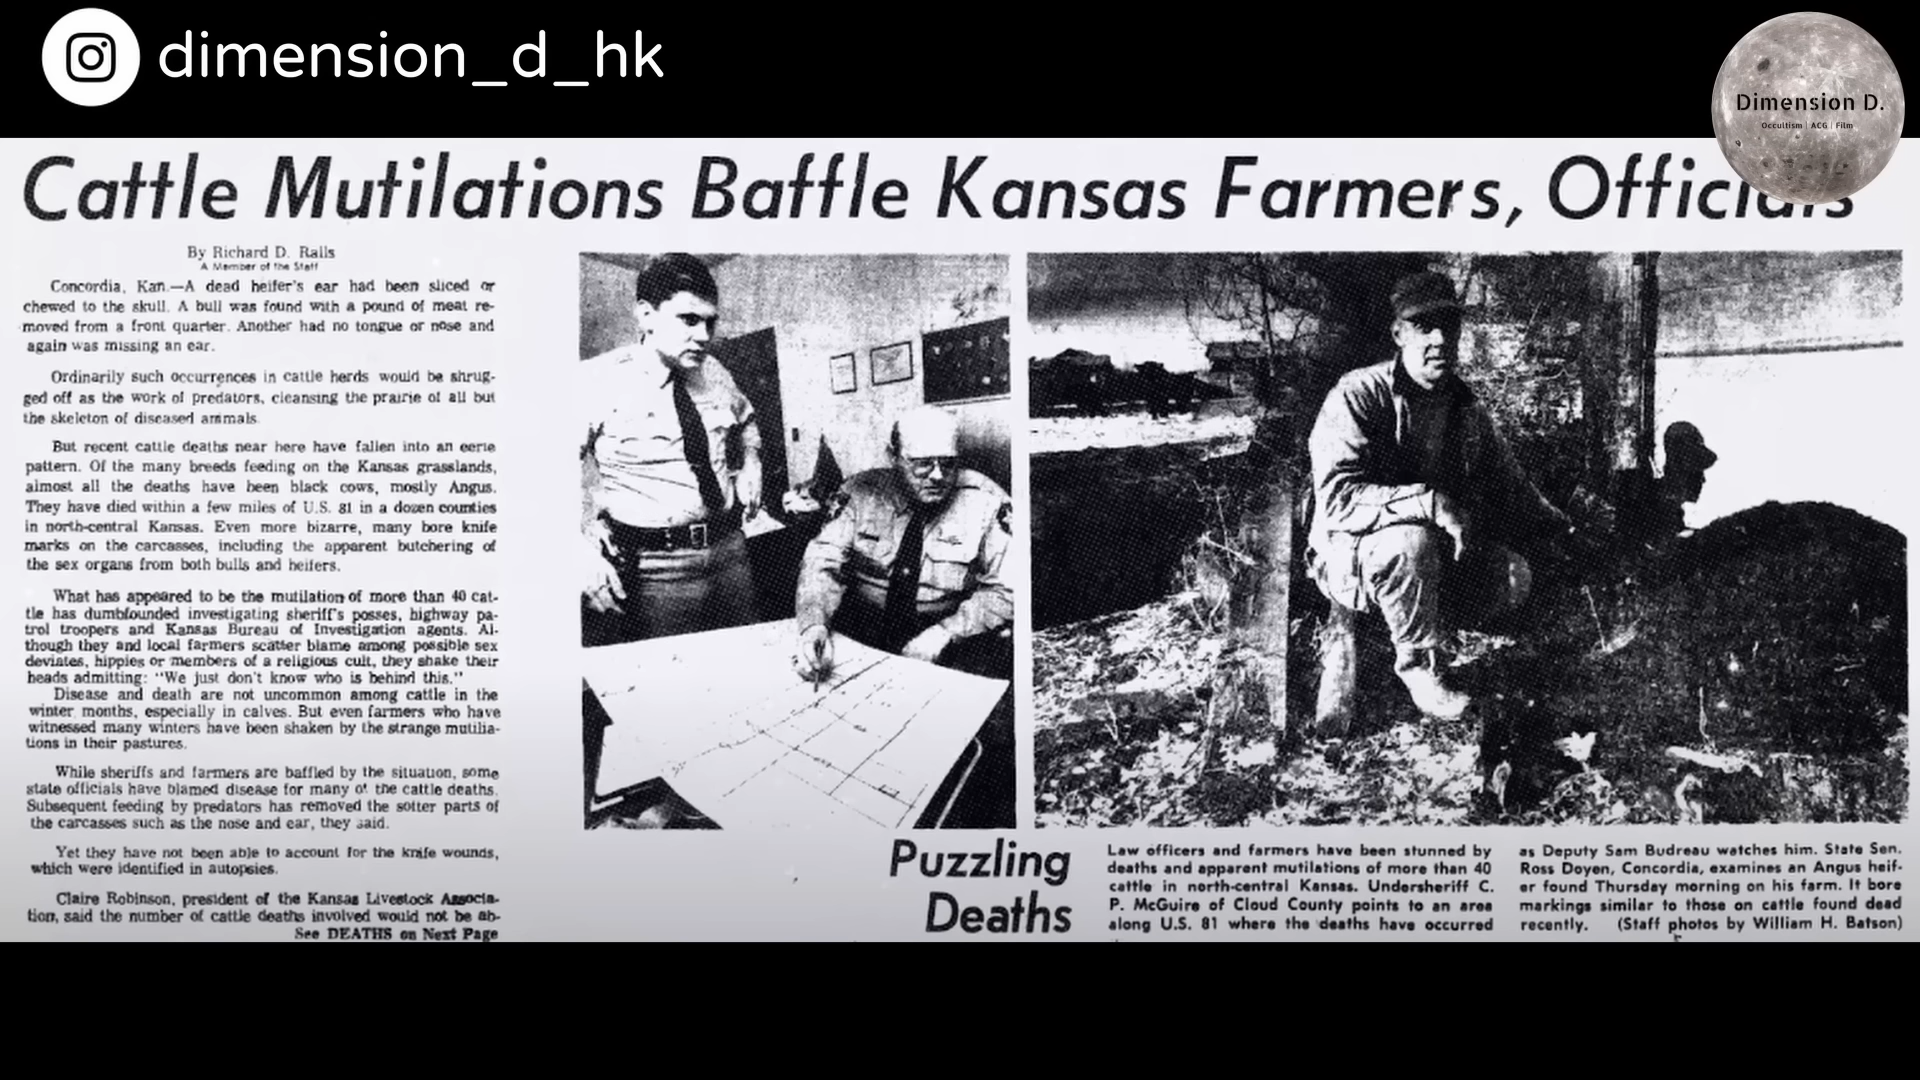 dimension_d_hk
Dimension D.
Occultism | ACG | Film
Cattle Mutilations Baffle Kansas Farmers, Officials
By Richard D. Ralls
A Member of the Staff
Concordia, Kan.—A dead heifer's ear had been sliced or
chewed to the skull. A bull was found with a pound of meat re-
moved from a front quarter. Another had no tongue or nose and
again was missing an ear.
Ordinarily such occurrences in cattle herds would be shrug-
ged off as the work of predators, cleansing the prairie of all but
the skeleton of diseased animals.
But recent cattle deaths near here have fallen into an eerie
pattern. Of the many breeds feeding on the Kansas grasslands,
almost all the deaths have been black cows, mostly Angus.
They have died within a few miles of U.S. 81 in a dozen counties
in north-central Kansas. Even more bizarre, many bore knife
marks on the carcasses, including the apparent butchering of
the sex organs from both bulls and heifers.
What has appeared to be the mutilation of more than 40 cat-
tle has dumbfounded investigating sheriff's posses, highway pa-
trol troopers and Kansas Bureau of Investigation agents. Al-
though they and local farmers scatter blame among possible sex
deviates, hippies or members of a religious cult, they shake their
heads admitting: "We just don't know who is behind this."
Disease and death are not uncommon among cattle in the
winter months, especially in calves. But even farmers who have
witnessed many winters have been shaken by the strange mutila-
tions in their pastures.
While sheriffs and farmers are baffled by the situation, some
state officials have blamed disease for many of the cattle deaths.
Subsequent feeding by predators has removed the softer parts of
the carcasses such as the nose and ear, they said.
Yet they have not been able to account for the knife wounds,
which were identified in autopsies.
Claire Robinson, president of the Kansas Livestock Associa-
tion, said the number of cattle deaths involved would not be ab-
See DEATHS on Next Page
Puzzling
Deaths
Law officers and farmers have been stunned by
deaths and apparent mutilations of more than 40
cattle in north-central Kansas. Undersheriff C.
P. McGuire of Cloud County points to an area
along U.S. 81 where the deaths have occurred
as Deputy Sam Budreau watches him. State Sen.
Ross Doyen, Concordia, examines an Angus heif-
er found Thursday morning on his farm. It bore
markings similar to those on cattle found dead
recently. (Staff photos by William H. Batson)